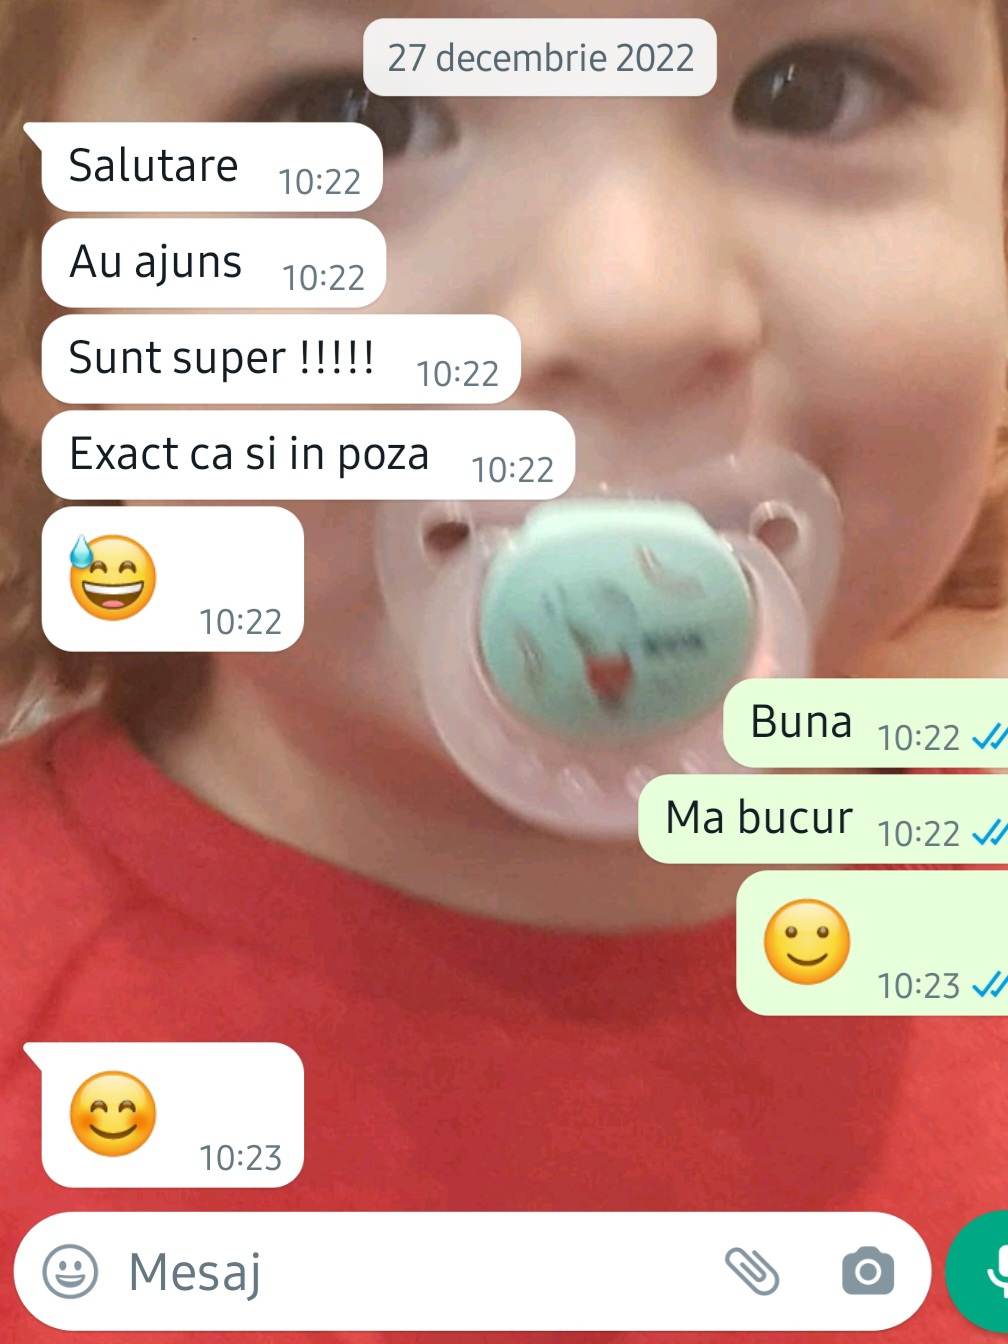 27 decembrie 2022
Salutare 10:22
Au ajuns 10:22
Sunt super !!!!! 10:22
Exact ca si in poza 10:22
😅
10:22
Buna 10:22
Ma bucur 10:22
🙂
10:23
😊
10:23
Mesaj